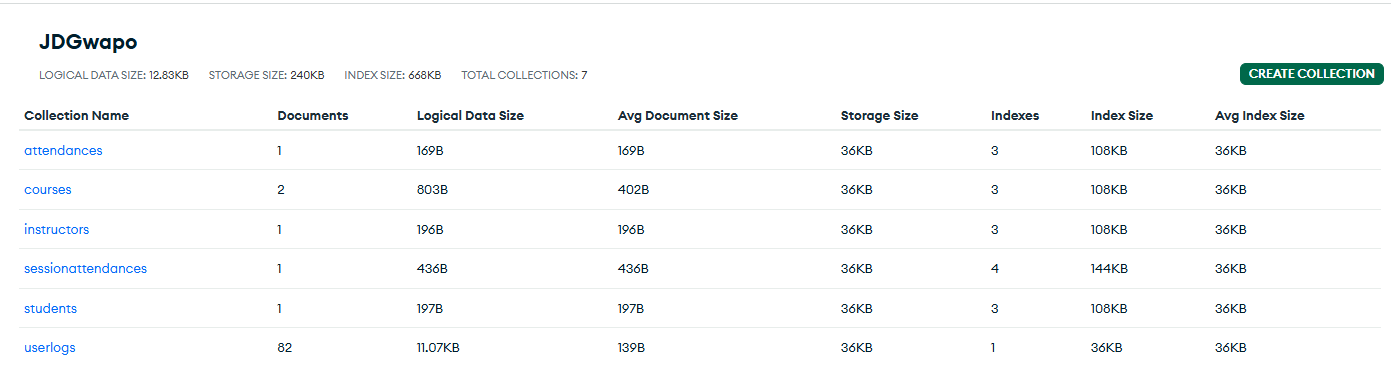 JDGwapo
LOGICAL DATA SIZE: 12.83KB STORAGE SIZE: 240KB INDEX SIZE: 668KB TOTAL COLLECTIONS: 7
CREATE COLLECTION
Collection Name Documents Logical Data Size Avg Document Size Storage Size Indexes Index Size Avg Index Size
attendances 1 169B 169B 36KB 3 108KB 36KB
courses 2 803B 402B 36KB 3 108KB 36KB
instructors 1 196B 196B 36KB 3 108KB 36KB
sessionattendances 1 436B 436B 36KB 4 144KB 36KB
students 1 197B 197B 36KB 3 108KB 36KB
userlogs 82 11.07KB 139B 36KB 1 36KB 36KB